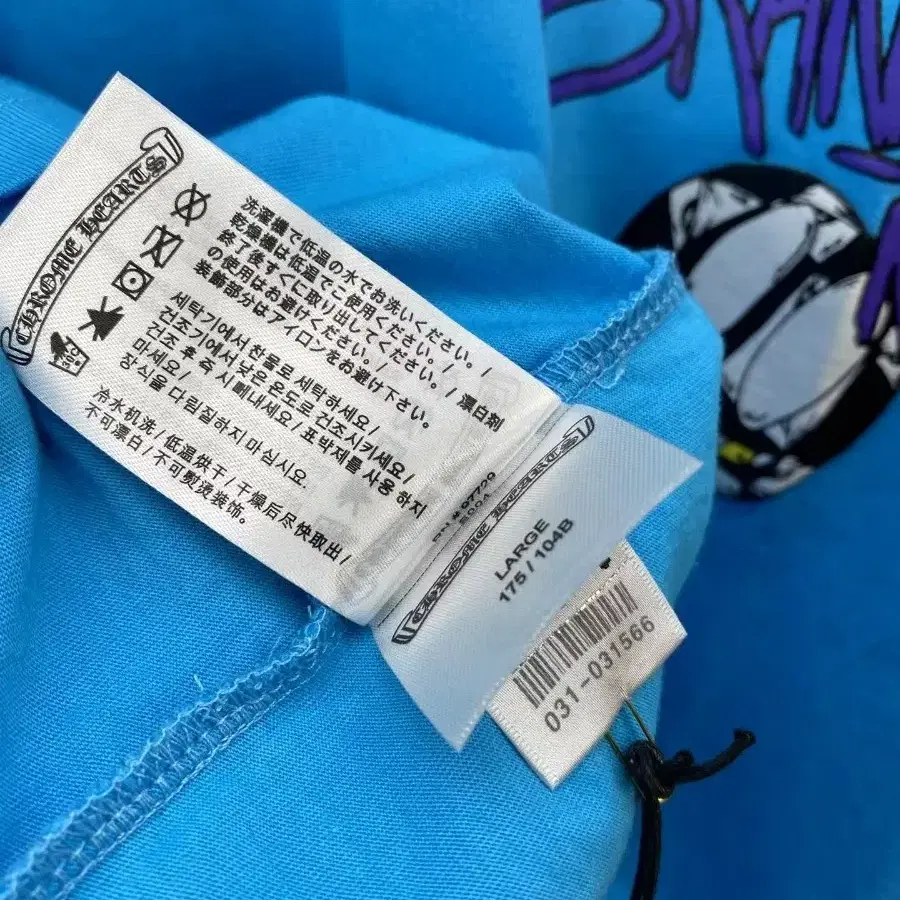 CHROME HEARTS
洗濯機で低温の水でお洗いください。/
乾燥機は低温でご使用ください。/
終了後すぐに取り出してください。/ 漂白剤
の使用はお避けください。/
装飾部分はアイロンをお避け下さい。
세탁기에서 찬물로 세탁하세요/
건조기에서 낮은 온도로 건조시키세요/
건조 후 즉시 빼내세요/ 표백제를 사용 하지
마세요/
장식을 다림질하지 마십시요.
冷水机洗/低温烘干/干燥后尽快取出/
不可漂白/不可熨烫装饰。
CHROME HEARTS
LARGE
175 / 104B
031-031566